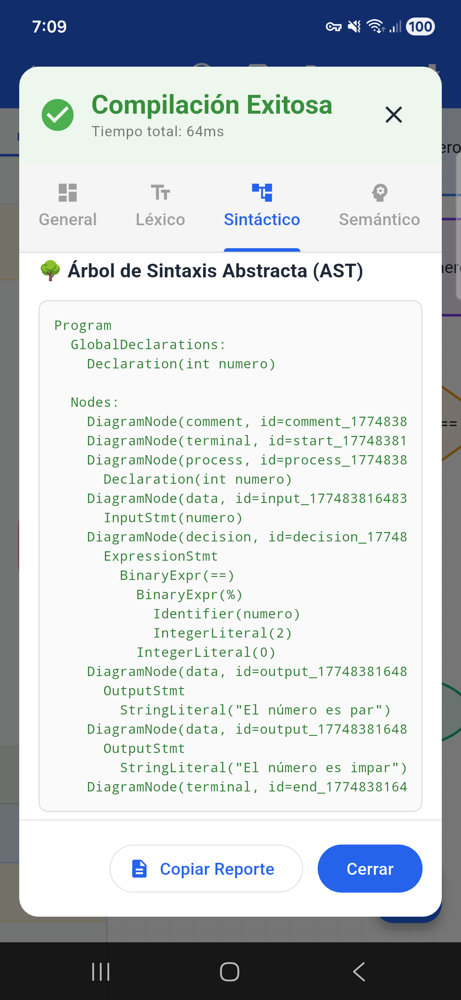 7:09
100
Compilación Exitosa
Tiempo total: 64ms
General
Léxico
Sintáctico
Semántico
Árbol de Sintaxis Abstracta (AST)
Program
GlobalDeclarations:
Declaration(int numero)
Nodes:
DiagramNode(comment, id=comment_1774838
DiagramNode(terminal, id=start_17748381
DiagramNode(process, id=process_1774838
Declaration(int numero)
DiagramNode(data, id=input_177483816483
InputStmt(numero)
DiagramNode(decision, id=decision_17748
ExpressionStmt
BinaryExpr(==)
BinaryExpr(%)
Identifier(numero)
IntegerLiteral(2)
IntegerLiteral(0)
DiagramNode(data, id=output_17748381648
OutputStmt
StringLiteral("El número es par")
DiagramNode(data, id=output_17748381648
OutputStmt
StringLiteral("El número es impar")
DiagramNode(terminal, id=end_1774838164
==
Copiar Reporte
Cerrar